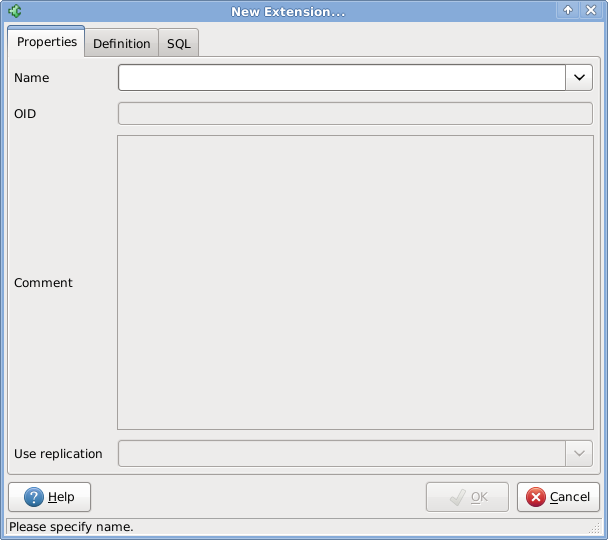 New Extension...
Properties Definition SQL
Name
OID
Comment
Use replication
Help OK Cancel
Please specify name.